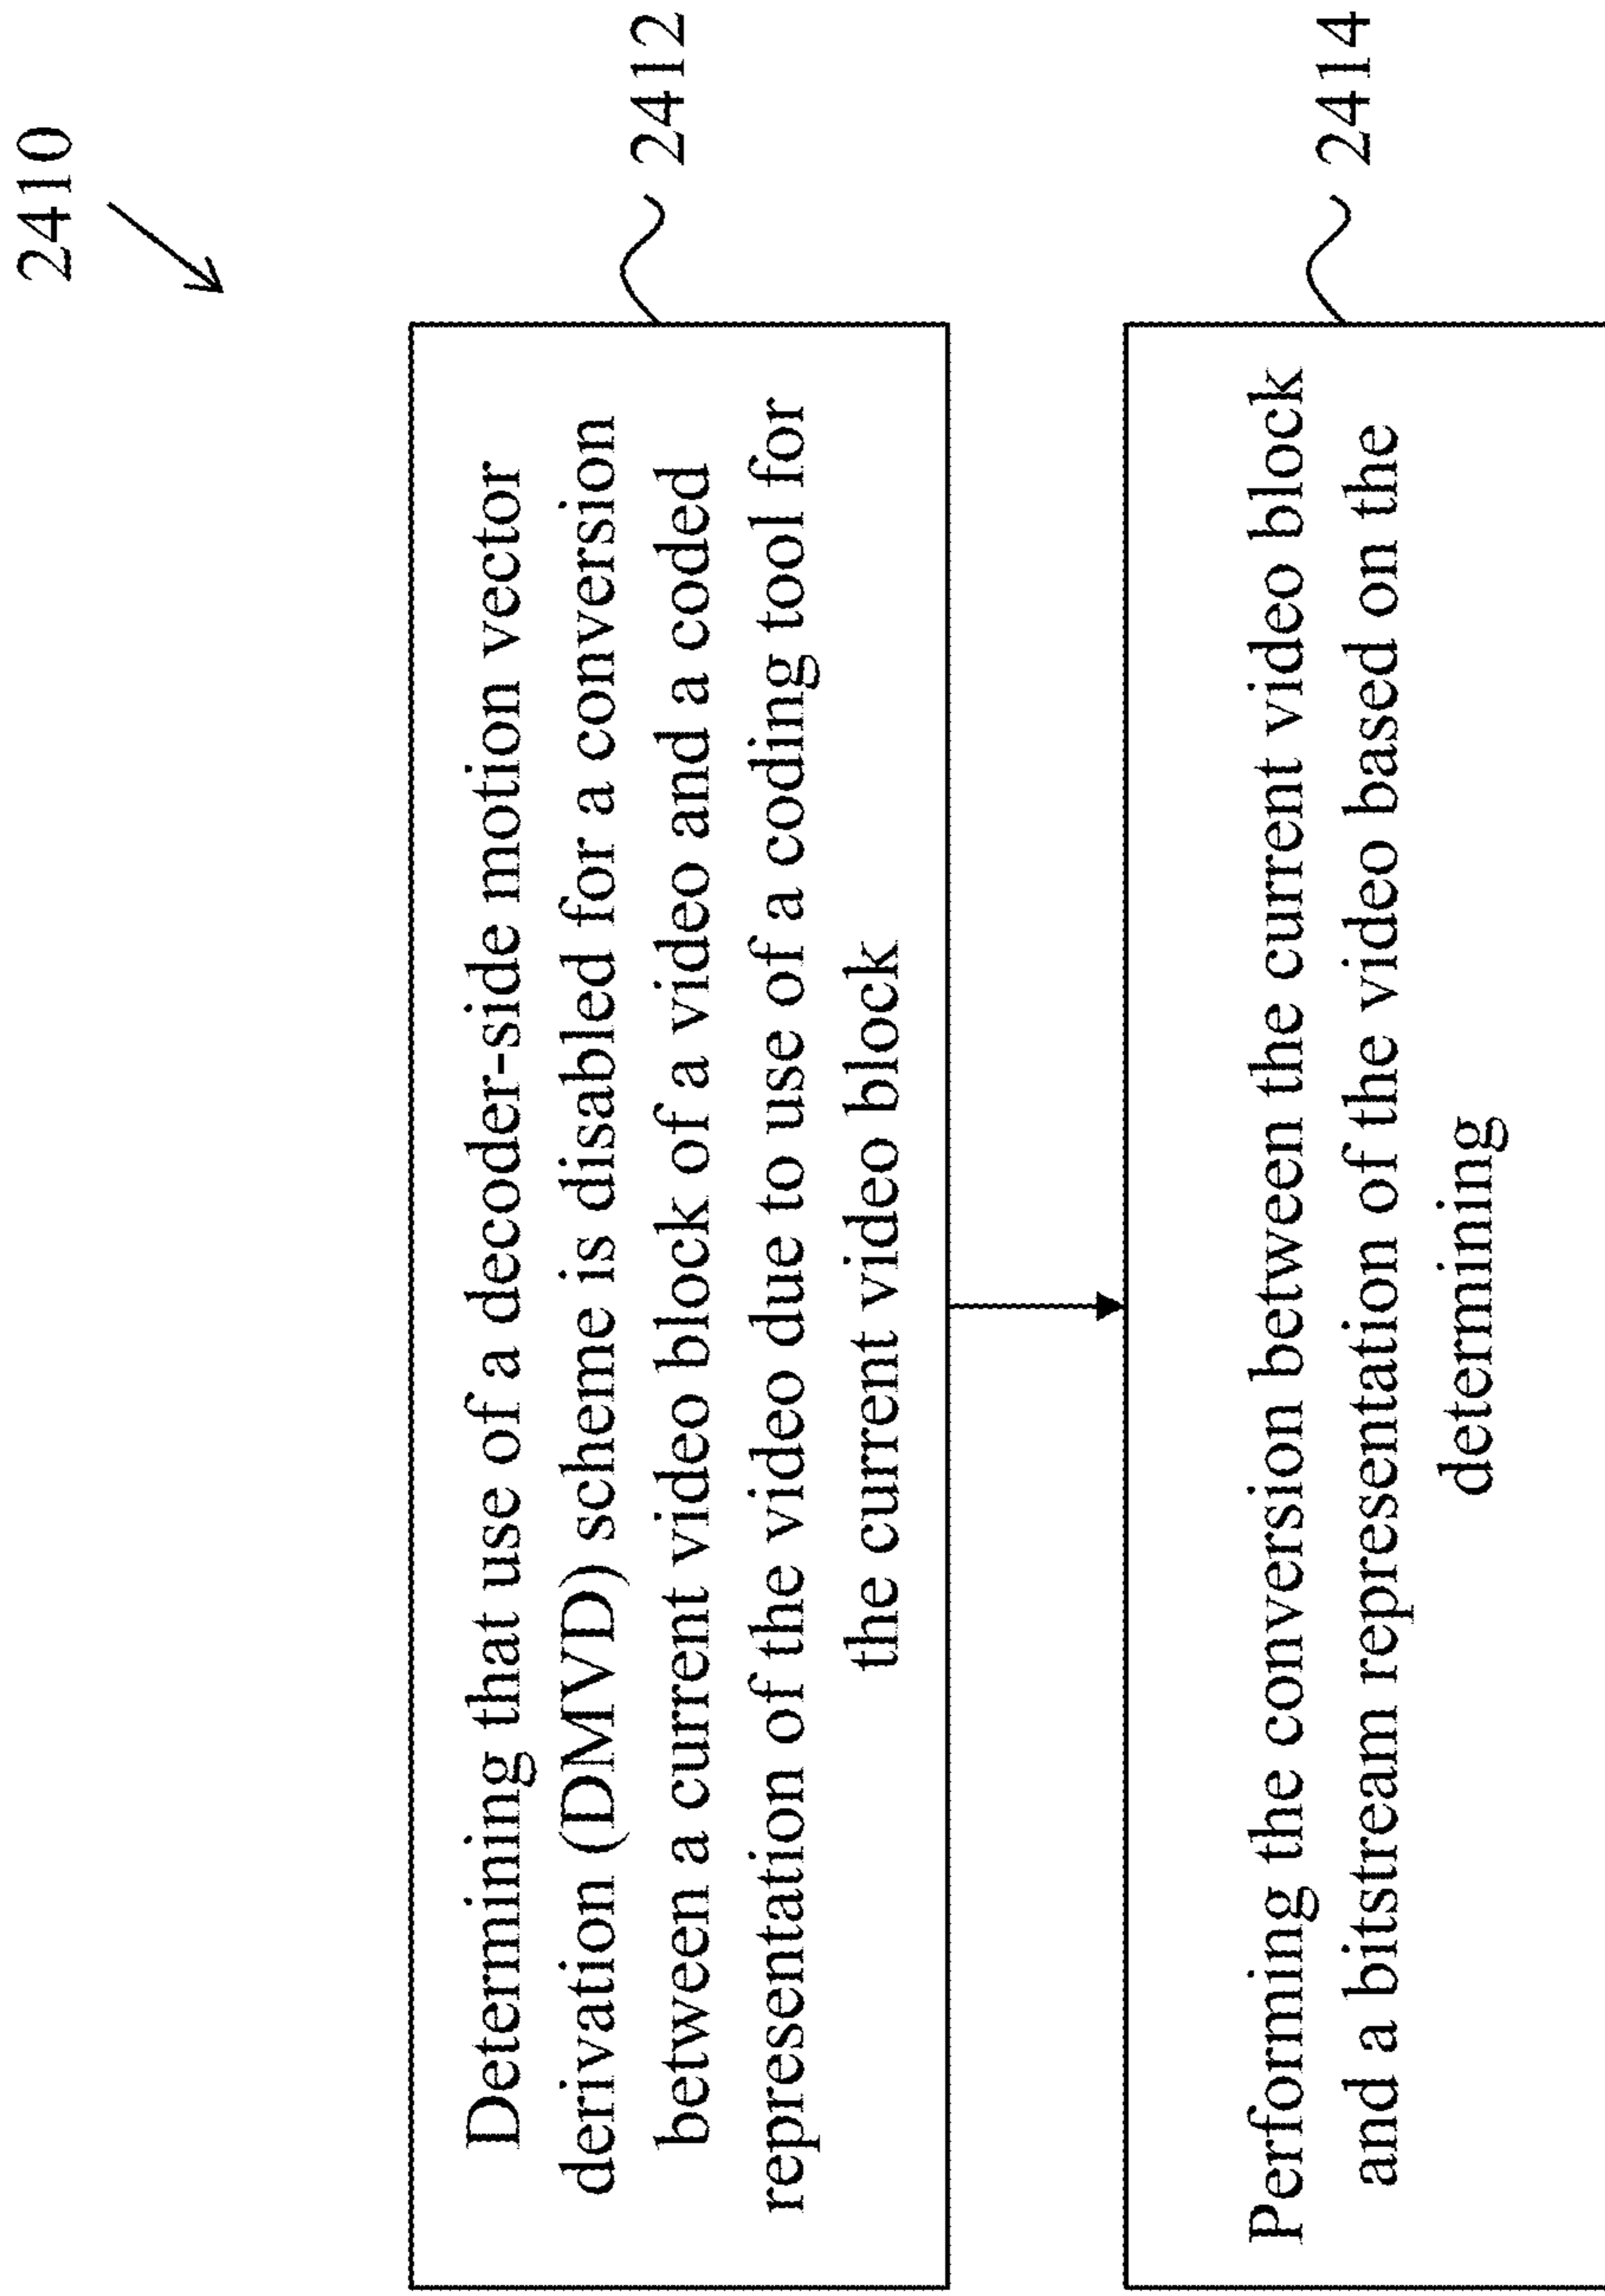 2410
Determining that use of a decoder-side motion vector
derivation (DMVD) scheme is disabled for a conversion
between a current video block of a video and a coded
representation of the video due to use of a coding tool for
the current video block
2412
Performing the conversion between the current video block
and a bitstream representation of the video based on the
determining
2414